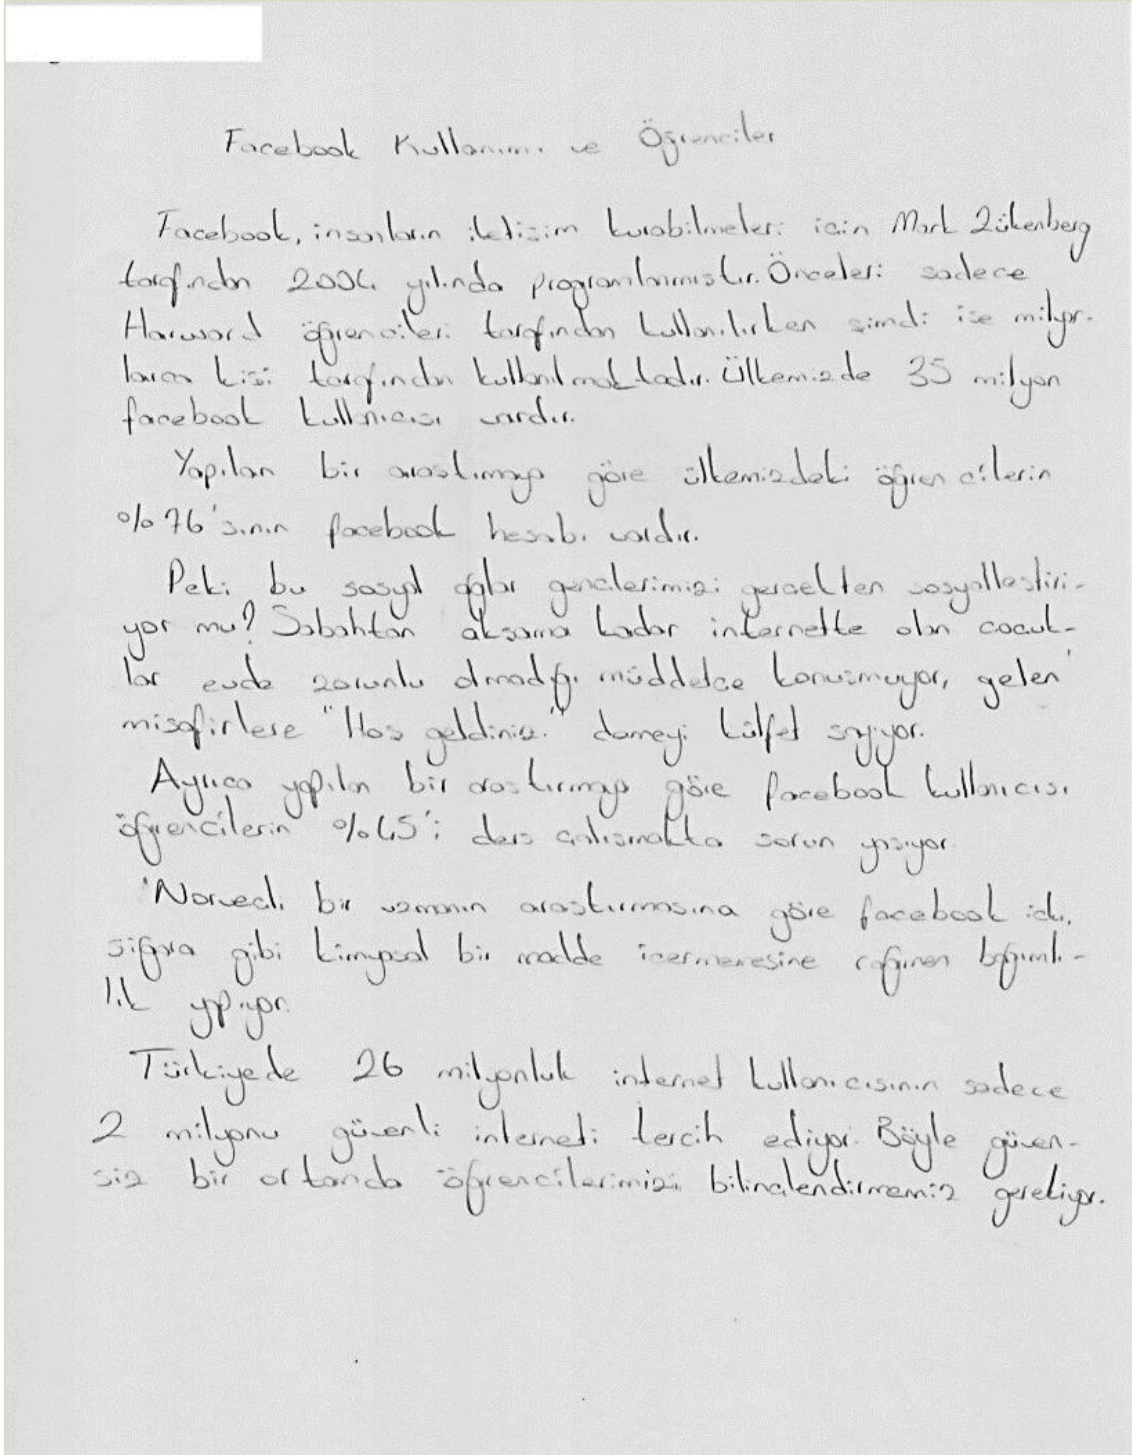 Facebook Kullanımı ve Öğrenciler
Facebook, insanların iletişim kurabilmeleri için Mark Zükenberg
tarafından 2004 yılında programlanmıştır. Önceleri sadece
Harward öğrencileri tarafından kullanılırken şimdi ise milyon-
larca kişi tarafından kullanılmaktadır. Ülkemizde 35 milyon
facebook kullanıcısı vardır.
Yapılan bir araştırmaya göre ülkemizdeki öğrencilerin
%76'sının facebook hesabı vardır.
Peki bu sosyal ağlar gençlerimizi gerçekten sosyalleştiri-
yor mu? Sabahtan akşama kadar internette olan çocuk-
lar evde zorunlu olmadığı müddetçe konuşmuyor, gelen
misafirlere "Hoş geldiniz." demeyi külfet sayıyor.
Ayrıca yapılan bir araştırmaya göre facebook kullanıcısı
öğrencilerin %45'i ders çalışmakta sorun yaşıyor.
Norveçli bir uzmanın araştırmasına göre facebook içki,
sigara gibi kimyasal bir madde içermemesine rağmen bağımlı-
lık yapıyor.
Türkiyede 26 milyonluk internet kullanıcısının sadece
2 milyonu güvenli interneti tercih ediyor. Böyle güven-
siz bir ortamda öğrencilerimizi bilinçlendirmemiz gerekiyor.